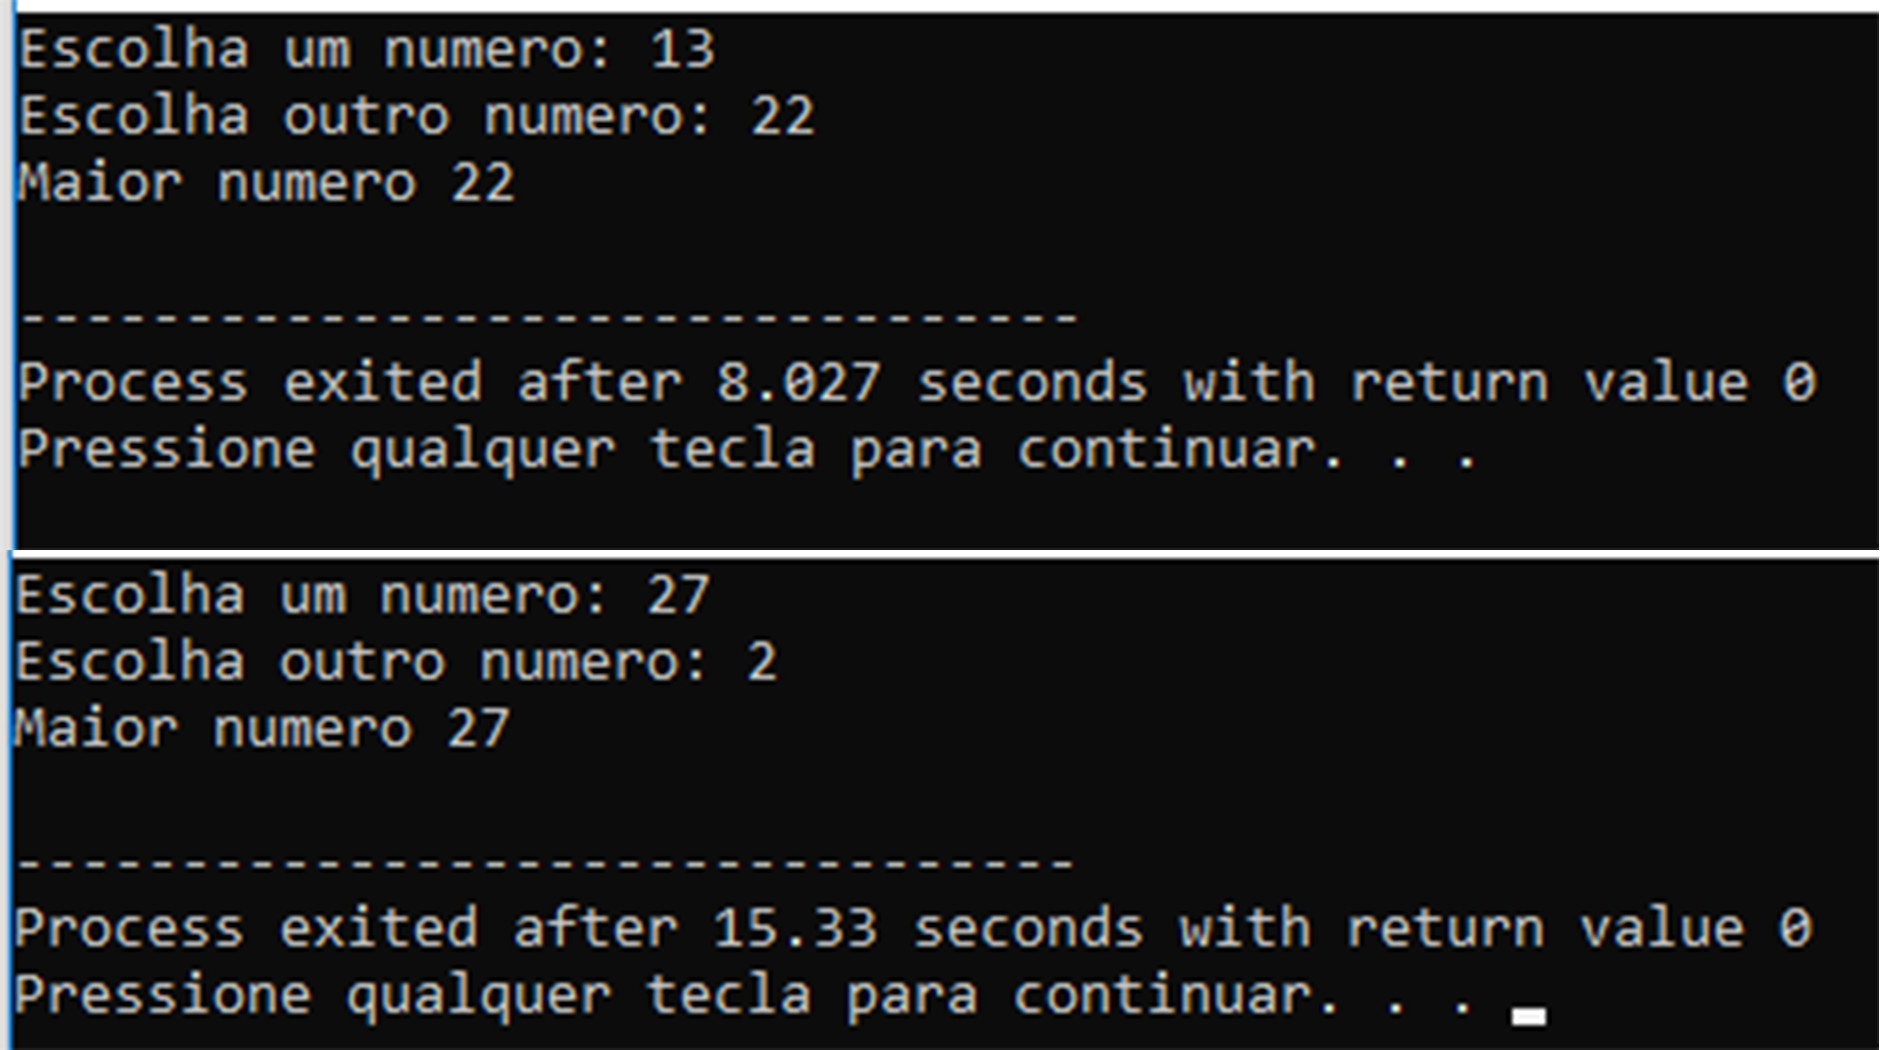 Escolha um numero: 13
Escolha outro numero: 22
Maior numero 22
--------------------------------
Process exited after 8.027 seconds with return value 0
Pressione qualquer tecla para continuar. . .
Escolha um numero: 27
Escolha outro numero: 2
Maior numero 27
--------------------------------
Process exited after 15.33 seconds with return value 0
Pressione qualquer tecla para continuar. . .